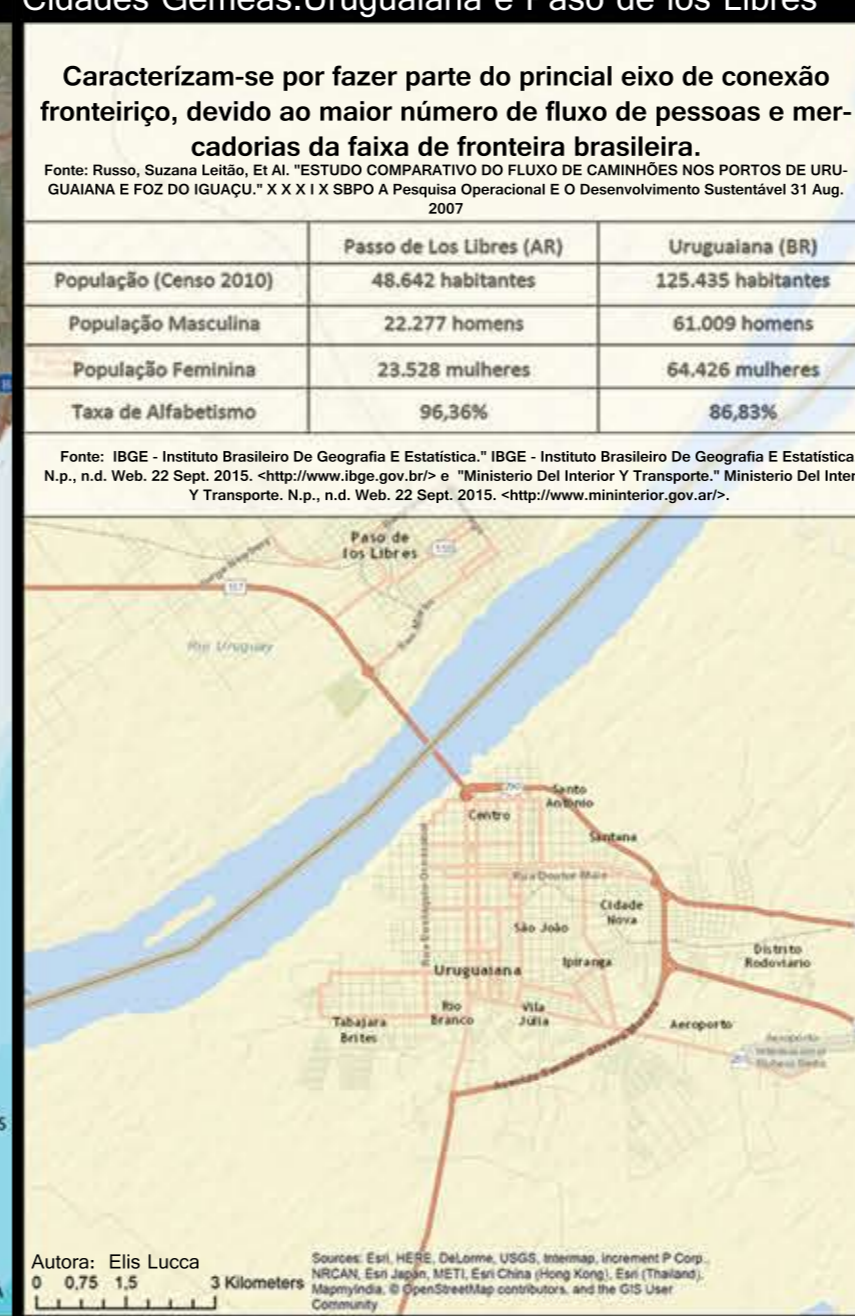 Cidades Gêmeas:Uruguaiana e Paso de los Libres
Caracterízam-se por fazer parte do princial eixo de conexão
fronteiriço, devido ao maior número de fluxo de pessoas e mer-
cadorias da faixa de fronteira brasileira.
Fonte: Russo, Suzana Leitão, Et Al. "ESTUDO COMPARATIVO DO FLUXO DE CAMINHÕES NOS PORTOS DE URU-
GUAIANA E FOZ DO IGUAÇU." X X X I X SBPO A Pesquisa Operacional E O Desenvolvimento Sustentável 31 Aug.
2007
Passo de Los Libres (AR) Uruguaiana (BR)
População (Censo 2010) 48.642 habitantes 125.435 habitantes
População Masculina 22.277 homens 61.009 homens
População Feminina 23.528 mulheres 64.426 mulheres
Taxa de Alfabetismo 96,36% 86,83%
Fonte: IBGE - Instituto Brasileiro De Geografia E Estatística." IBGE - Instituto Brasileiro De Geografia E Estatística
N.p., n.d. Web. 22 Sept. 2015. <http://www.ibge.gov.br/> e "Ministerio Del Interior Y Transporte." Ministerio Del Inter
Y Transporte. N.p., n.d. Web. 22 Sept. 2015. <http://www.mininterior.gov.ar/>.
Paso de
los Libres
117
Rio Uruguay
290
Santo
Antônio
Centro
Santana
Rua Doutor Maia
Cidade
Nova
São João
Distrito
Rodoviario
Uruguaiana
Ipiranga
Rio
Branco
Vila
Júlia
Tabajara
Brites
Aeroporto
Aeroporto
Autora: Elis Lucca
0 0,75 1,5 3 Kilometers
Sources: Esri, HERE, DeLorme, USGS, Intermap, increment P Corp.,
NRCAN, Esri Japan, METI, Esri China (Hong Kong), Esri (Thailand),
MapmyIndia, © OpenStreetMap contributors, and the GIS User
Community